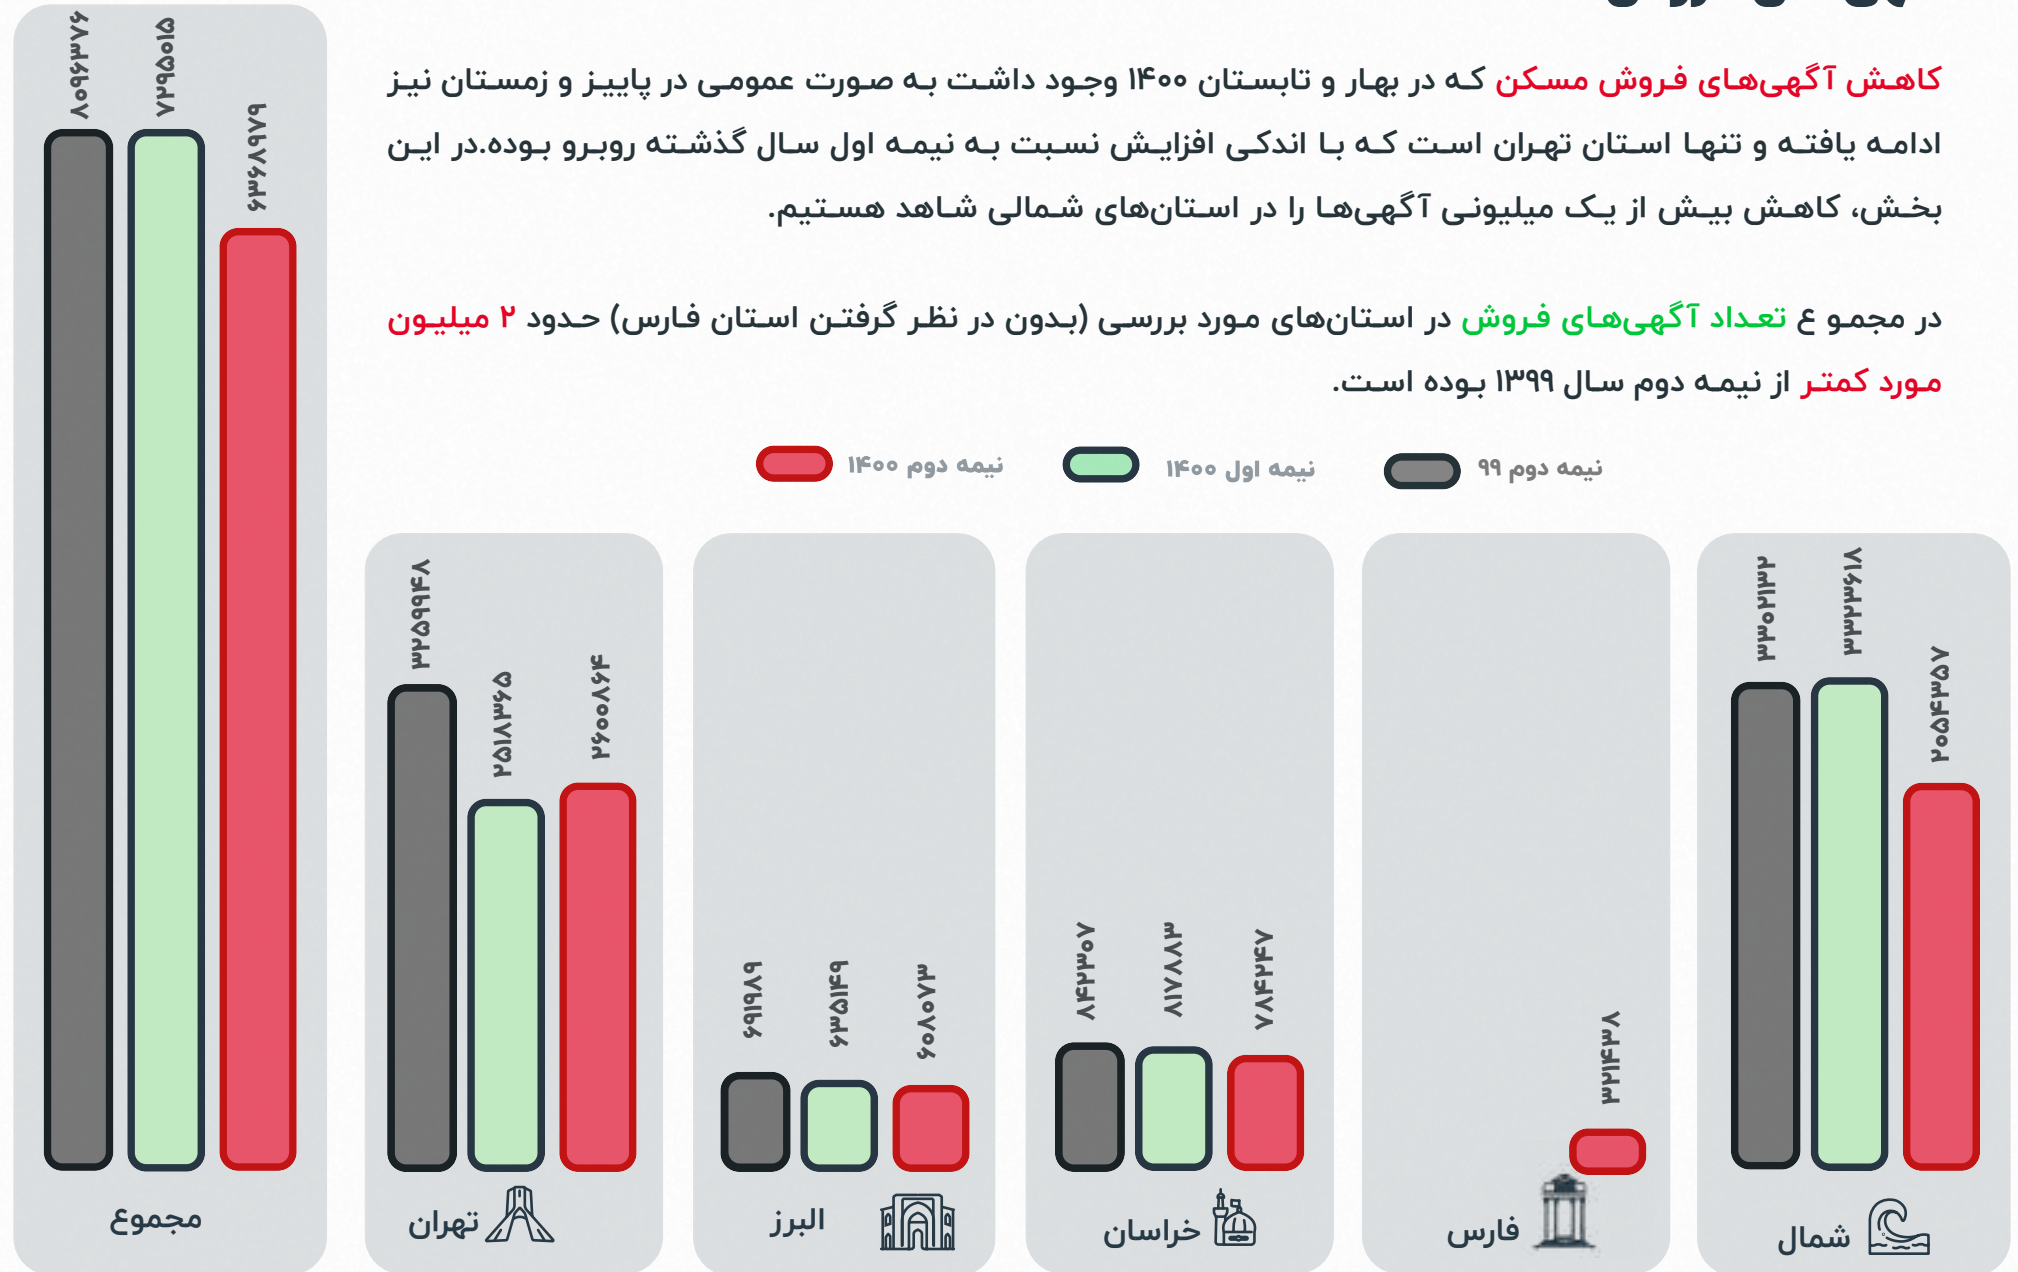 کاهش آگهی‌های فروش مسکن که در بهار و تابستان ۱۴۰۰ وجود داشت به صورت عمومی در پاییز و زمستان نیز
ادامه یافته و تنها استان تهران است که با اندکی افزایش نسبت به نیمه اول سال گذشته روبرو بوده.در این
بخش، کاهش بیش از یک میلیونی آگهی‌ها را در استان‌های شمالی شاهد هستیم.
در مجمو ع تعداد آگهی‌های فروش در استان‌های مورد بررسی (بدون در نظر گرفتن استان فارس) حدود ۲ میلیون
مورد کمتر از نیمه دوم سال ۱۳۹۹ بوده است.
نیمه دوم ۹۹
نیمه اول ۱۴۰۰
نیمه دوم ۱۴۰۰
۳۳۰۲۱۳۲
۳۳۲۳۶۱۸
۲۰۵۴۳۵۷
شمال
۳۲۱۴۳۸
فارس
۸۴۲۳۰۷
۸۱۷۸۸۳
۷۸۴۲۴۷
خراسان
۶۹۱۹۸۹
۶۳۵۱۴۹
۶۰۸۰۷۳
البرز
۳۲۵۹۹۴۸
۲۵۱۸۳۶۵
۲۶۰۰۸۶۴
تهران
۸۰۹۶۳۷۶
۷۲۹۵۰۱۵
۶۳۶۸۹۷۹
مجموع